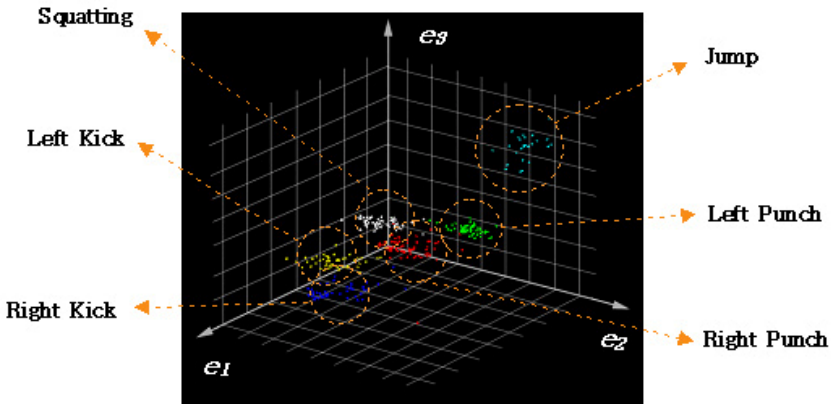 Squatting
e3
Jump
Left Kick
Left Punch
Right Kick
e1
e2
Right Punch